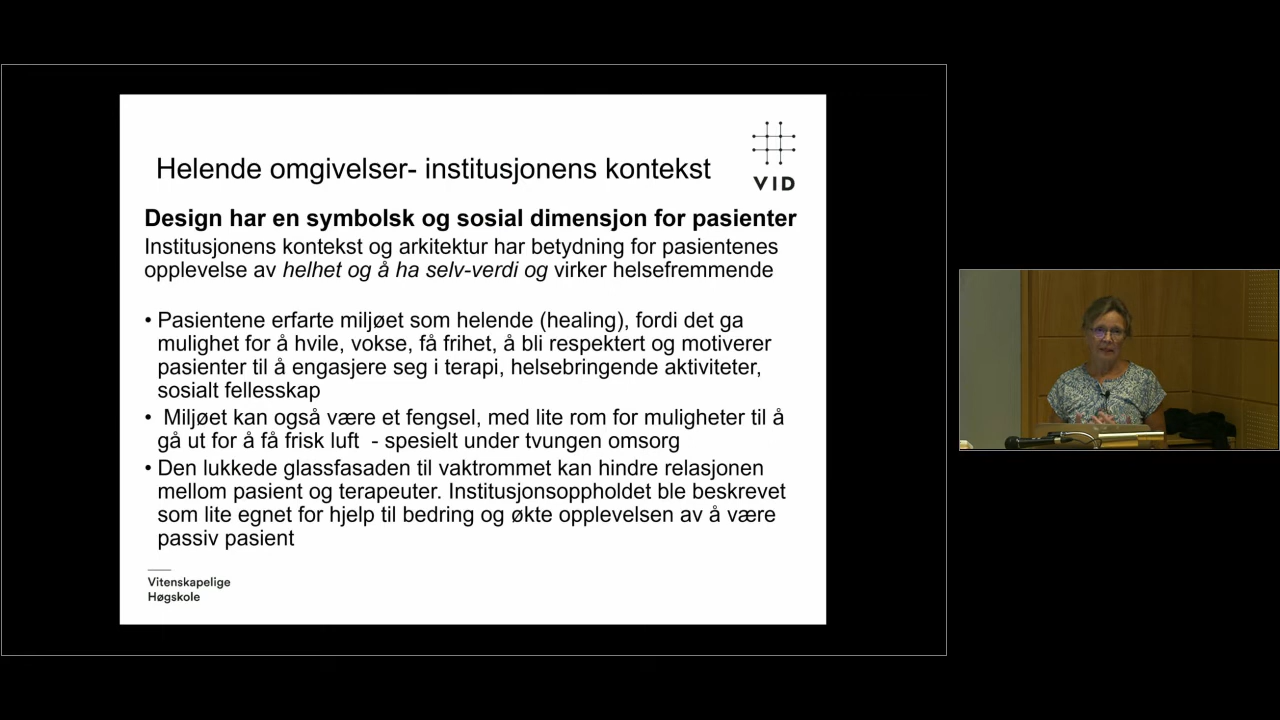 Helende omgivelser- institusjonens kontekst
VID
Design har en symbolsk og sosial dimensjon for pasienter
Institusjonens kontekst og arkitektur har betydning for pasientenes
opplevelse av helhet og å ha selv-verdi og virker helsefremmende
• Pasientene erfarte miljøet som helende (healing), fordi det ga
mulighet for å hvile, vokse, få frihet, å bli respektert og motiverer
pasienter til å engasjere seg i terapi, helsebringende aktiviteter,
sosialt fellesskap
• Miljøet kan også være et fengsel, med lite rom for muligheter til å
gå ut for å få frisk luft - spesielt under tvungen omsorg
• Den lukkede glassfasaden til vaktrommet kan hindre relasjonen
mellom pasient og terapeuter. Institusjonsoppholdet ble beskrevet
som lite egnet for hjelp til bedring og økte opplevelsen av å være
passiv pasient
Vitenskapelige
Høgskole